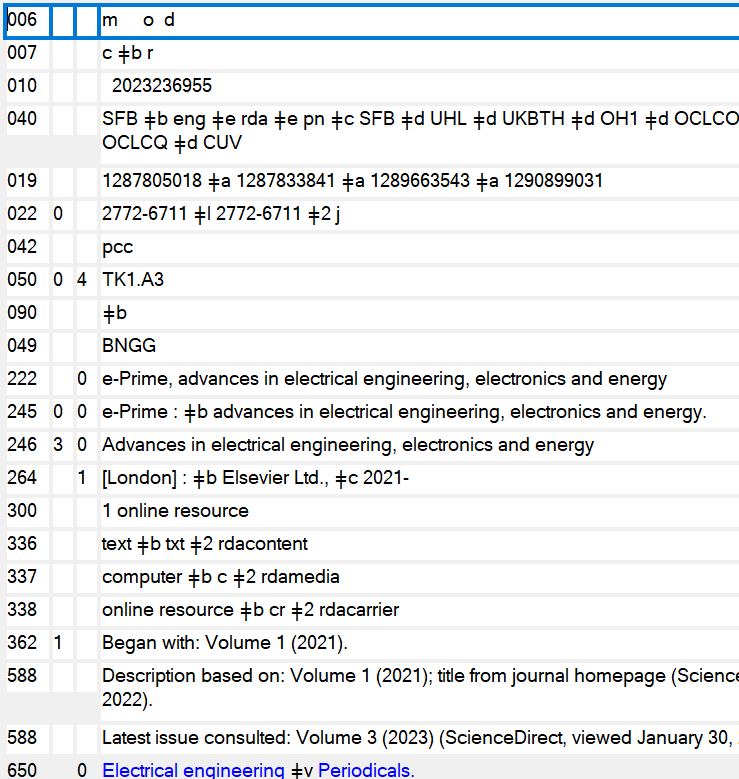 006 m o d
007 c ǂb r
010 2023236955
040 SFB ǂb eng ǂe rda ǂe pn ǂc SFB ǂd UHL ǂd UKBTH ǂd OH1 ǂd OCLCO
OCLCQ ǂd CUV
019 1287805018 ǂa 1287833841 ǂa 1289663543 ǂa 1290899031
022 0 2772-6711 ǂl 2772-6711 ǂ2 j
042 pcc
050 0 4 TK1.A3
090 ǂb
049 BNGG
222 0 e-Prime, advances in electrical engineering, electronics and energy
245 0 0 e-Prime : ǂb advances in electrical engineering, electronics and energy.
246 3 0 Advances in electrical engineering, electronics and energy
264 1 [London] : ǂb Elsevier Ltd., ǂc 2021-
300 1 online resource
336 text ǂb txt ǂ2 rdacontent
337 computer ǂb c ǂ2 rdamedia
338 online resource ǂb cr ǂ2 rdacarrier
362 1 Began with: Volume 1 (2021).
588 Description based on: Volume 1 (2021); title from journal homepage (Science
2022).
588 Latest issue consulted: Volume 3 (2023) (ScienceDirect, viewed January 30,
650 0 Electrical engineering ǂv Periodicals.